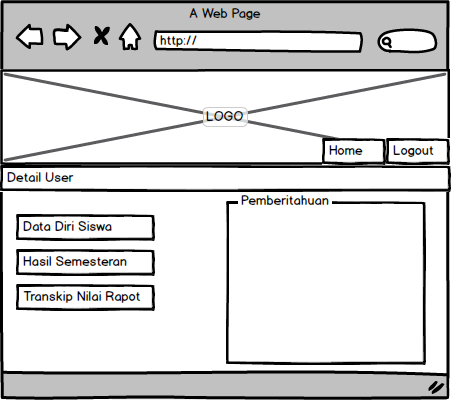 A Web Page
http://
LOGO
Home
Logout
Detail User
Pemberitahuan
Data Diri Siswa
Hasil Semesteran
Transkip Nilai Rapot